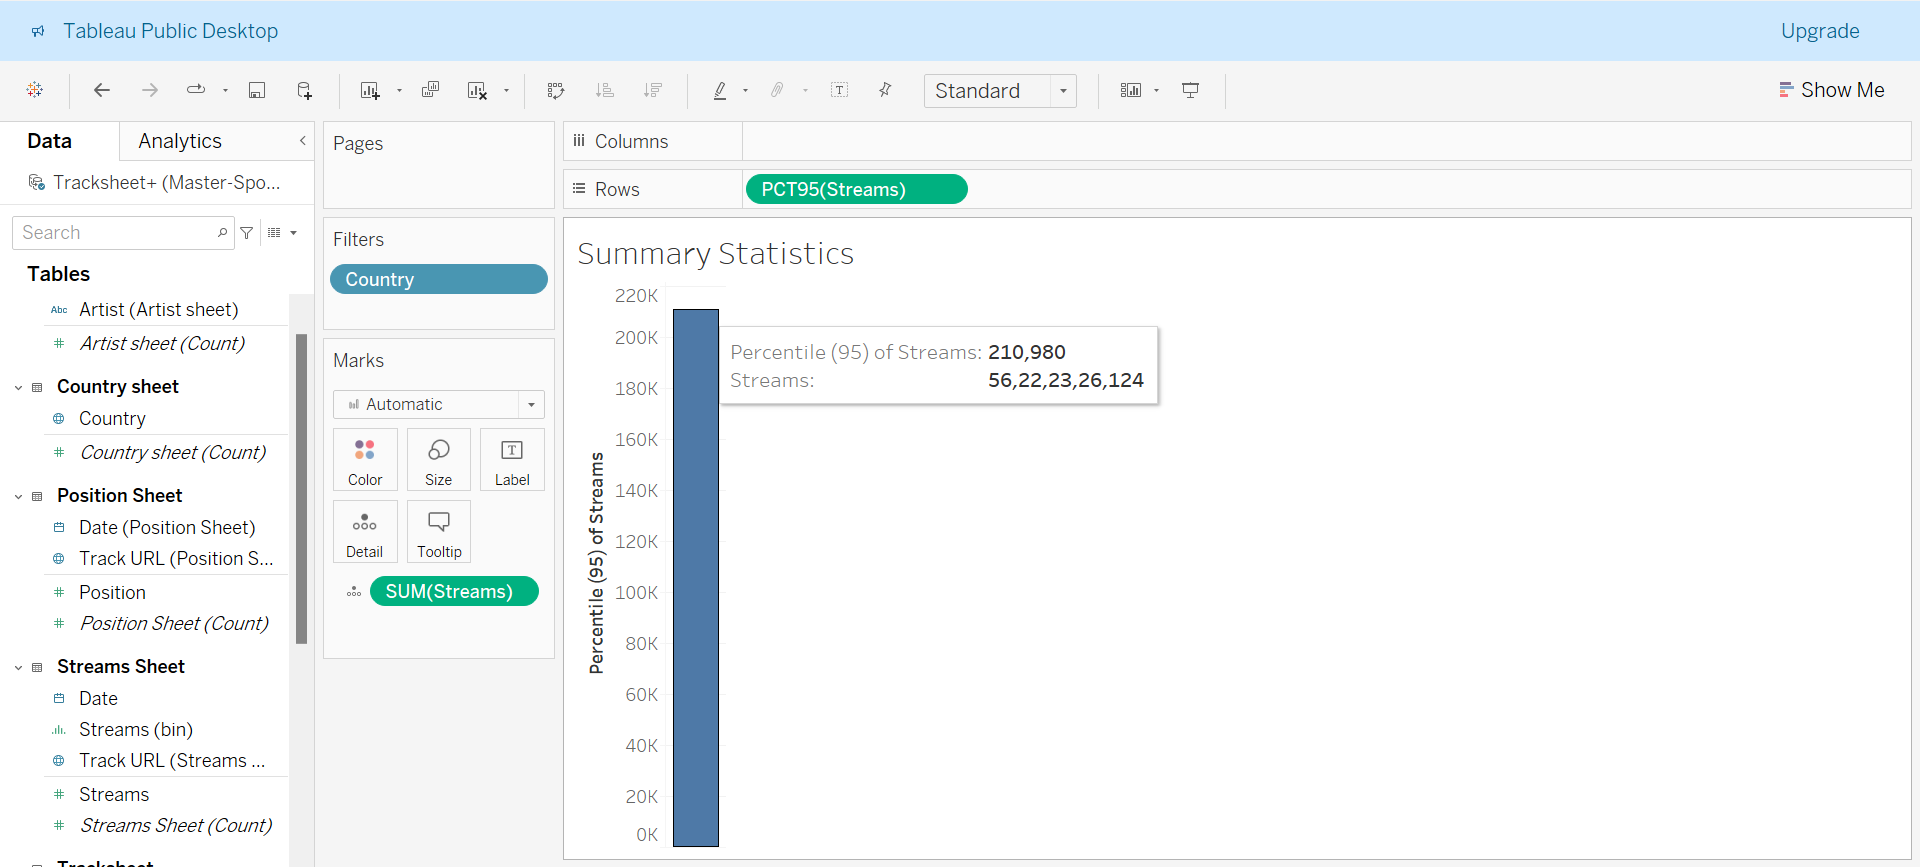 Tableau Public Desktop
Upgrade
Standard
Show Me
Data
Analytics
Tracksheet+ (Master-Spo...
Search
Tables
Abc Artist (Artist sheet)
# Artist sheet (Count)
Country sheet
Country
# Country sheet (Count)
Position Sheet
Date (Position Sheet)
Track URL (Position S...
# Position
# Position Sheet (Count)
Streams Sheet
Date
Streams (bin)
Track URL (Streams ...
# Streams
# Streams Sheet (Count)
Tracksheet
Pages
Filters
Country
Marks
Automatic
Color
Size
T
Label
Detail
Tooltip
SUM(Streams)
Columns
Rows
PCT95(Streams)
Summary Statistics
Percentile (95) of Streams
220K
200K
180K
160K
140K
120K
100K
80K
60K
40K
20K
0K
Percentile (95) of Streams: 210,980
Streams: 56,22,23,26,124